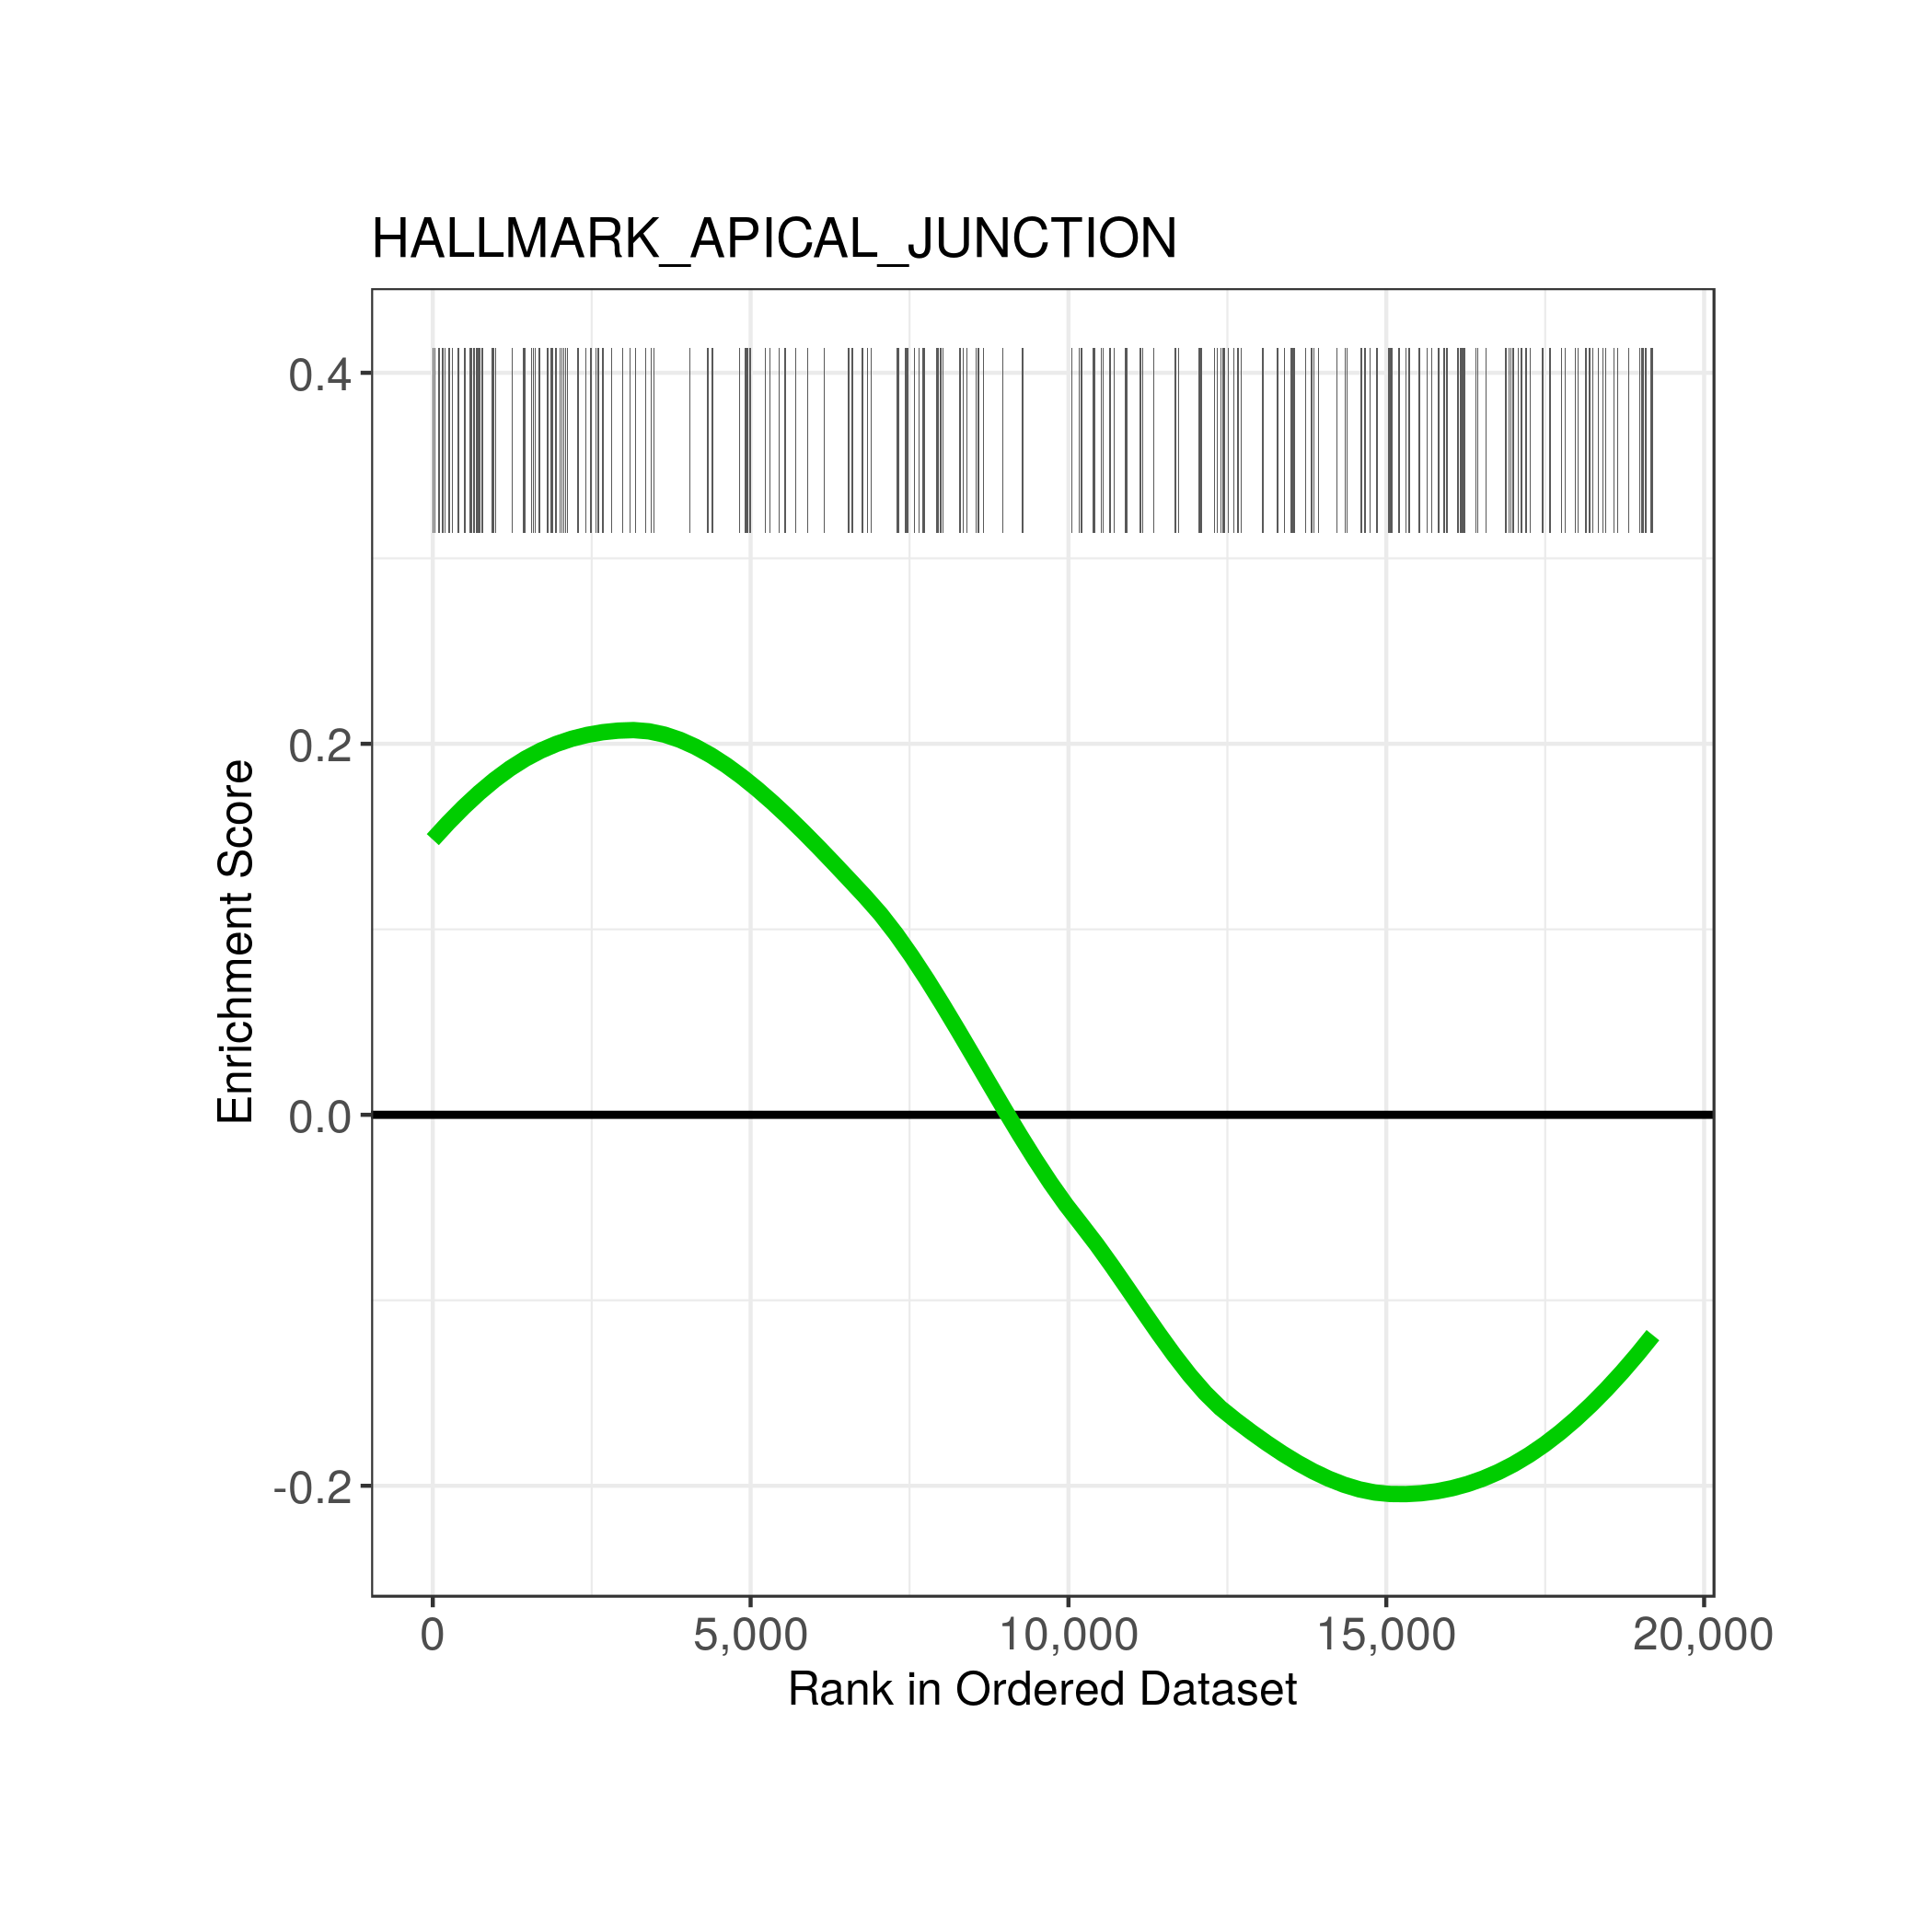 HALLMARK_APICAL_JUNCTION
0.4
0.2
0.0
-0.2
Enrichment Score
0 5,000 10,000 15,000 20,000
Rank in Ordered Dataset